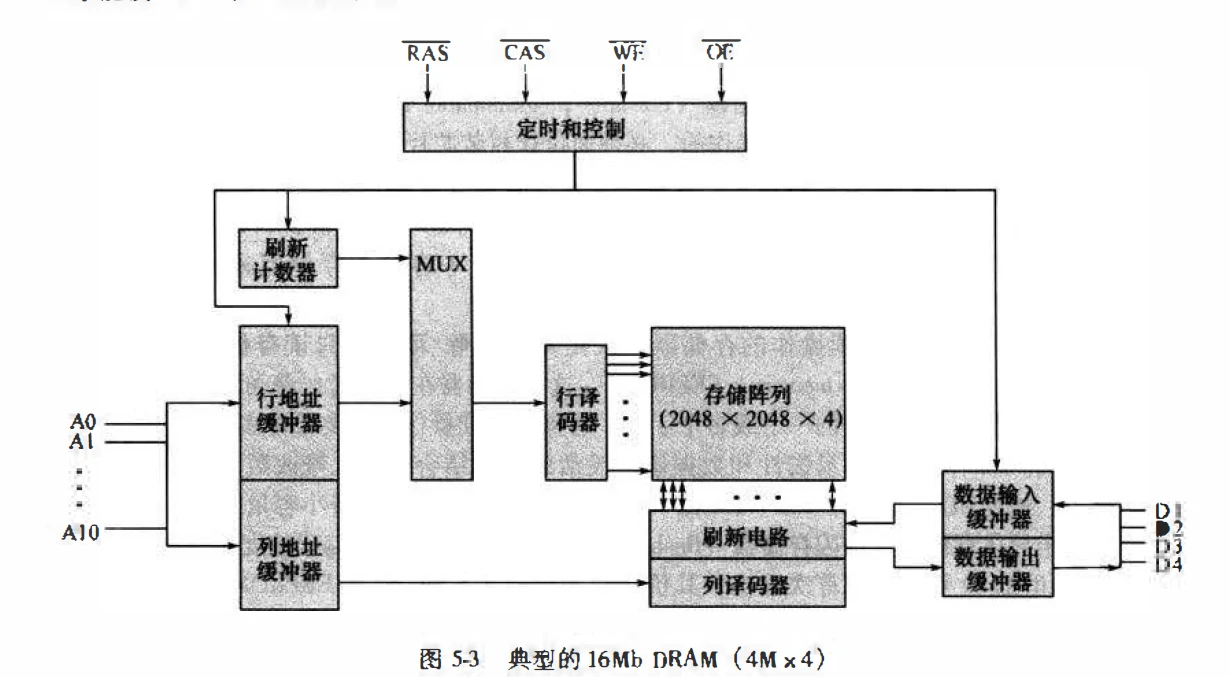 RAS CAS WE OE
定时和控制
刷新
计数器
MUX
行地址
缓冲器
行译
码器
存储阵列
(2048 × 2048 × 4)
A0
A1
A10
列地址
缓冲器
刷新电路
列译码器
数据输入
缓冲器
数据输出
缓冲器
D1
D2
D3
D4
图 5-3 典型的 16Mb DRAM（4M x 4）